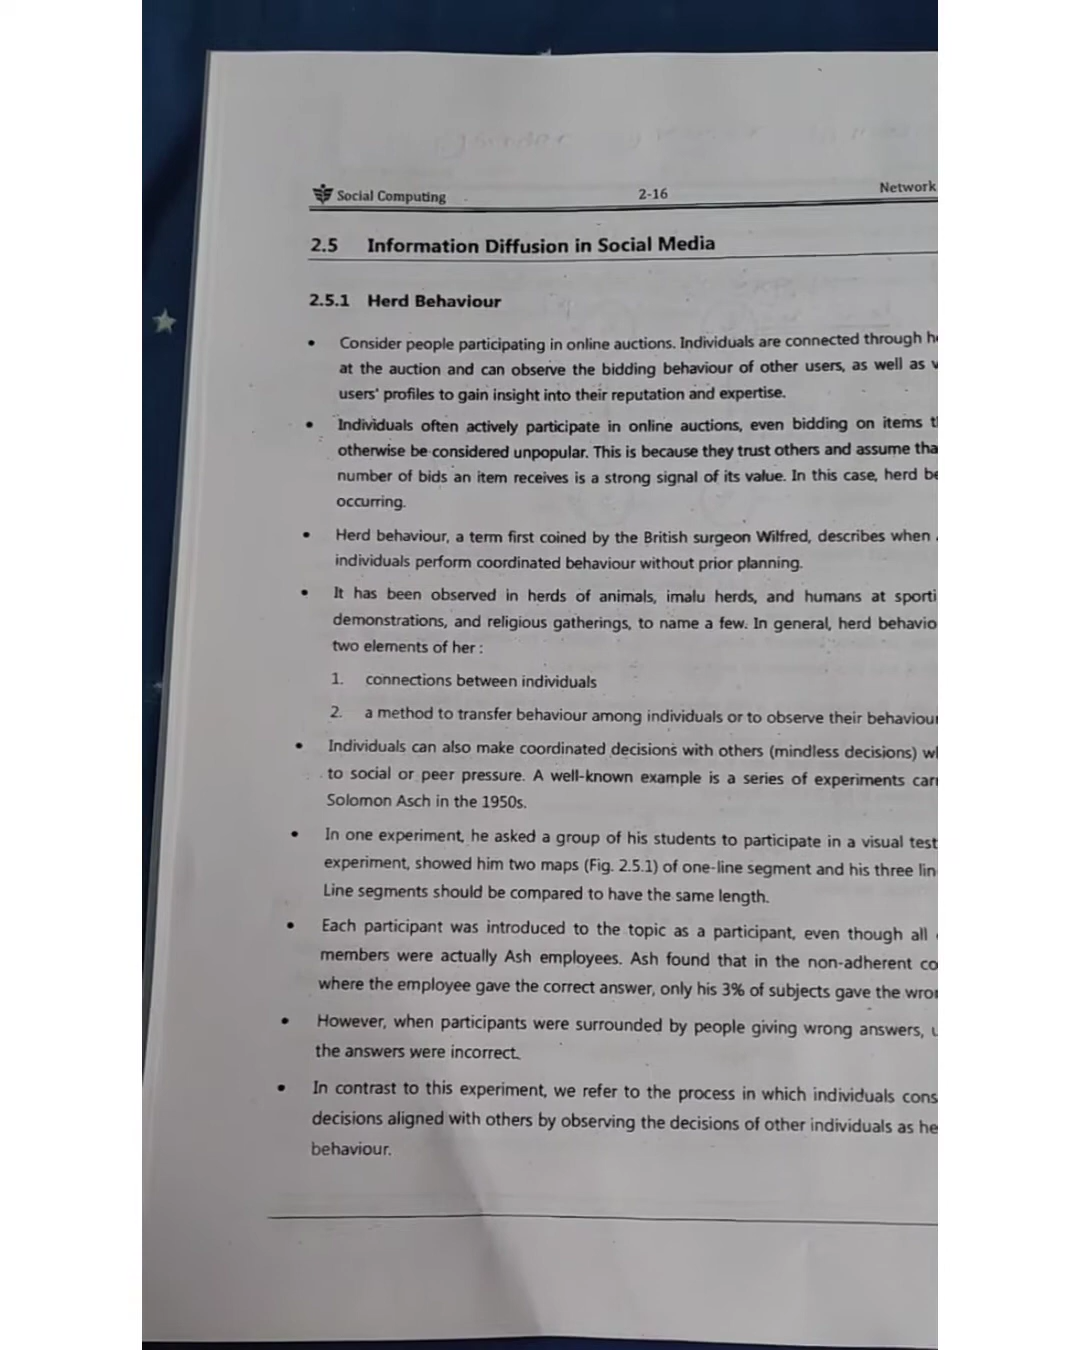 Social Computing 2-16 Network
2.5 Information Diffusion in Social Media
2.5.1 Herd Behaviour
• Consider people participating in online auctions. Individuals are connected through
at the auction and can observe the bidding behaviour of other users, as well as
users' profiles to gain insight into their reputation and expertise.
• Individuals often actively participate in online auctions, even bidding on items
otherwise be considered unpopular. This is because they trust others and assume
number of bids an item receives is a strong signal of its value. In this case, herd
occurring.
• Herd behaviour, a term first coined by the British surgeon Wilfred, describes when
individuals perform coordinated behaviour without prior planning.
• It has been observed in herds of animals, imalu herds, and humans at
demonstrations, and religious gatherings, to name a few. In general, herd
two elements of her :
1. connections between individuals
2. a method to transfer behaviour among individuals or to observe their
• Individuals can also make coordinated decisions with others (mindless decisions)
to social or peer pressure. A well-known example is a series of experiments
Solomon Asch in the 1950s.
• In one experiment, he asked a group of his students to participate in a visual test
experiment, showed him two maps (Fig. 2.5.1) of one-line segment and his three
Line segments should be compared to have the same length.
• Each participant was introduced to the topic as a participant, even though all
members were actually Ash employees. Ash found that in the non-adherent
where the employee gave the correct answer, only his 3% of subjects gave the
• However, when participants were surrounded by people giving wrong answers,
the answers were incorrect.
• In contrast to this experiment, we refer to the process in which individuals
decisions aligned with others by observing the decisions of other individuals as
behaviour.